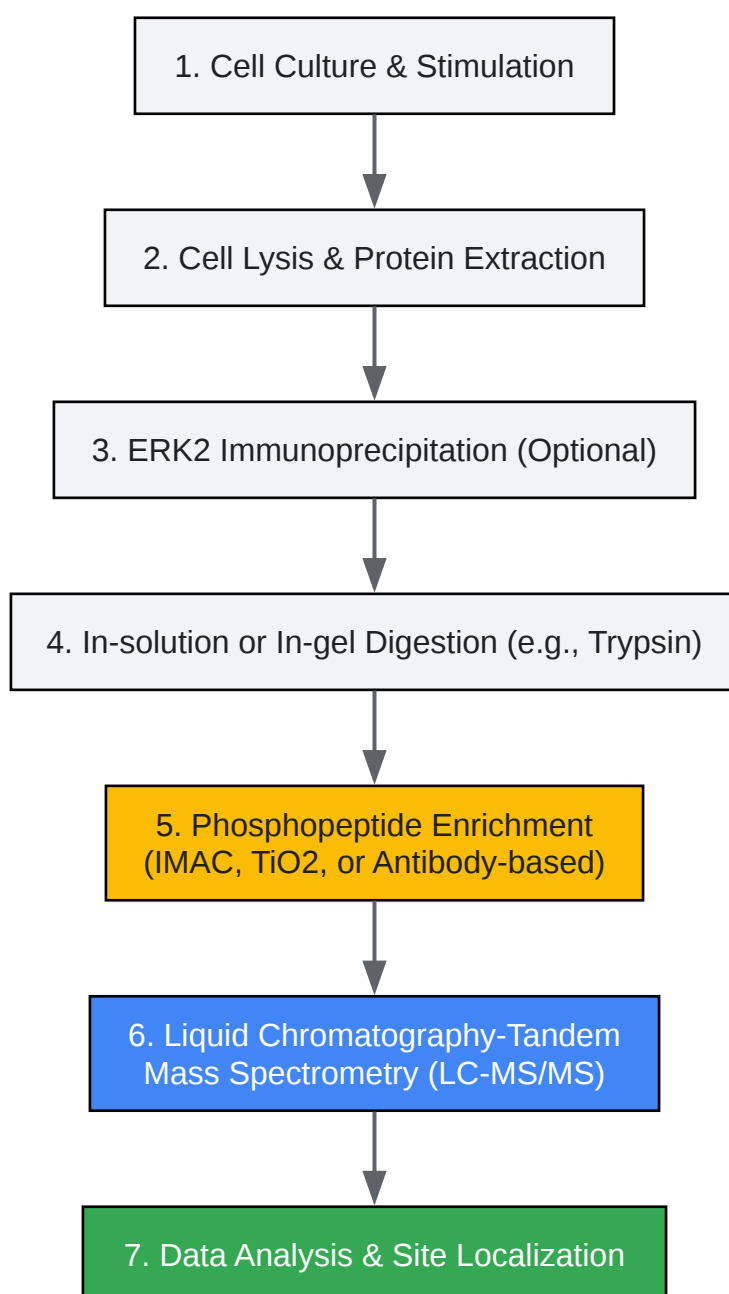 1. Cell Culture & Stimulation
2. Cell Lysis & Protein Extraction
3. ERK2 Immunoprecipitation (Optional)
4. In-solution or In-gel Digestion (e.g., Trypsin)
5. Phosphopeptide Enrichment
(IMAC, TiO2, or Antibody-based)
6. Liquid Chromatography-Tandem
Mass Spectrometry (LC-MS/MS)
7. Data Analysis & Site Localization